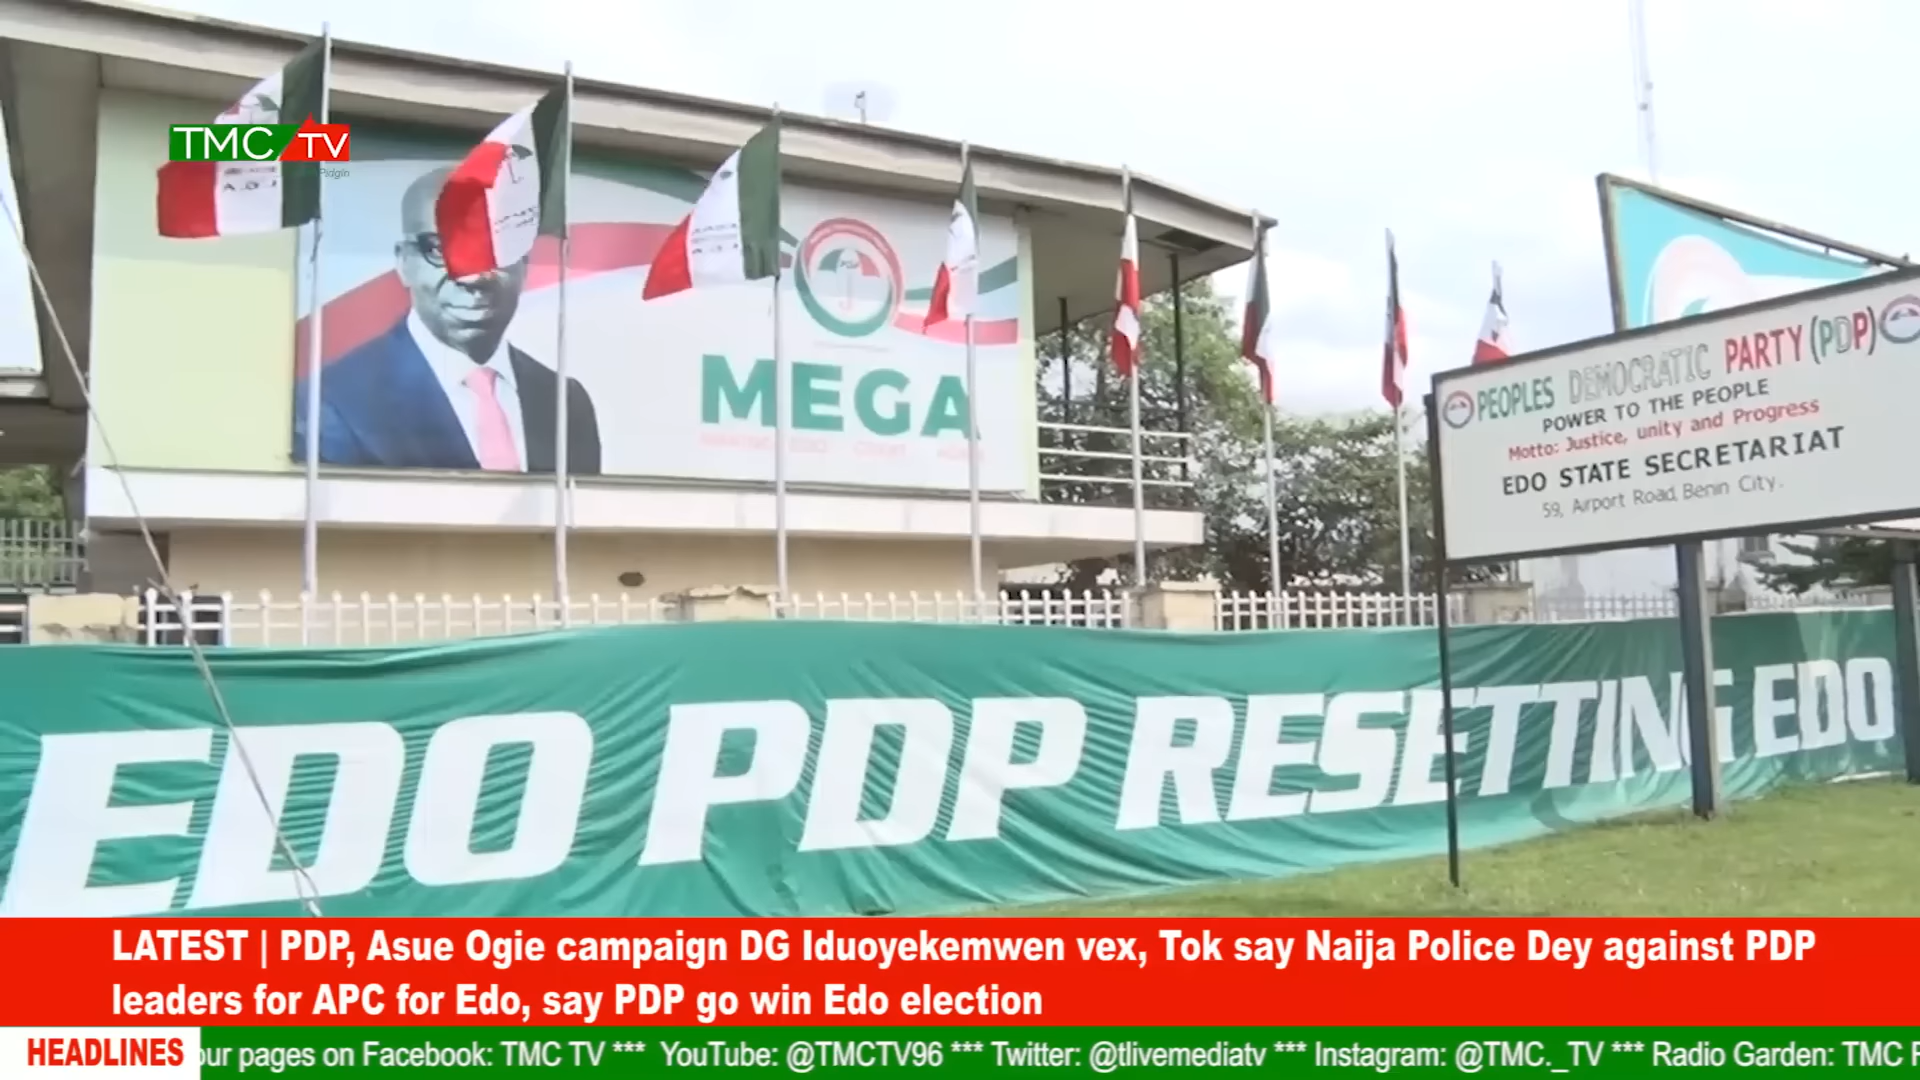 TMC TV
Pidgin
PDP
MEGA
PEOPLES DEMOCRATIC PARTY (PDP)
POWER TO THE PEOPLE
Motto: Justice, unity and Progress
EDO STATE SECRETARIAT
59, Airport Road, Benin City.
EDO PDP RESETTING EDO
LATEST | PDP, Asue Ogie campaign DG Iduoyekemwen vex, Tok say Naija Police Dey against PDP
leaders for APC for Edo, say PDP go win Edo election
HEADLINES our pages on Facebook: TMC TV *** YouTube: @TMCTV96 *** Twitter: @tlivemediatv *** Instagram: @TMC._TV *** Radio Garden: TMC